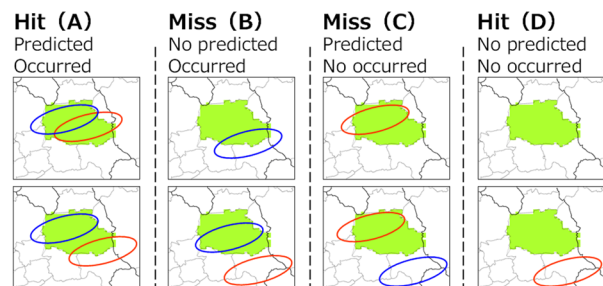 Hit（A）
Predicted
Occurred
Miss（B）
No predicted
Occurred
Miss（C）
Predicted
No occurred
Hit（D）
No predicted
No occurred